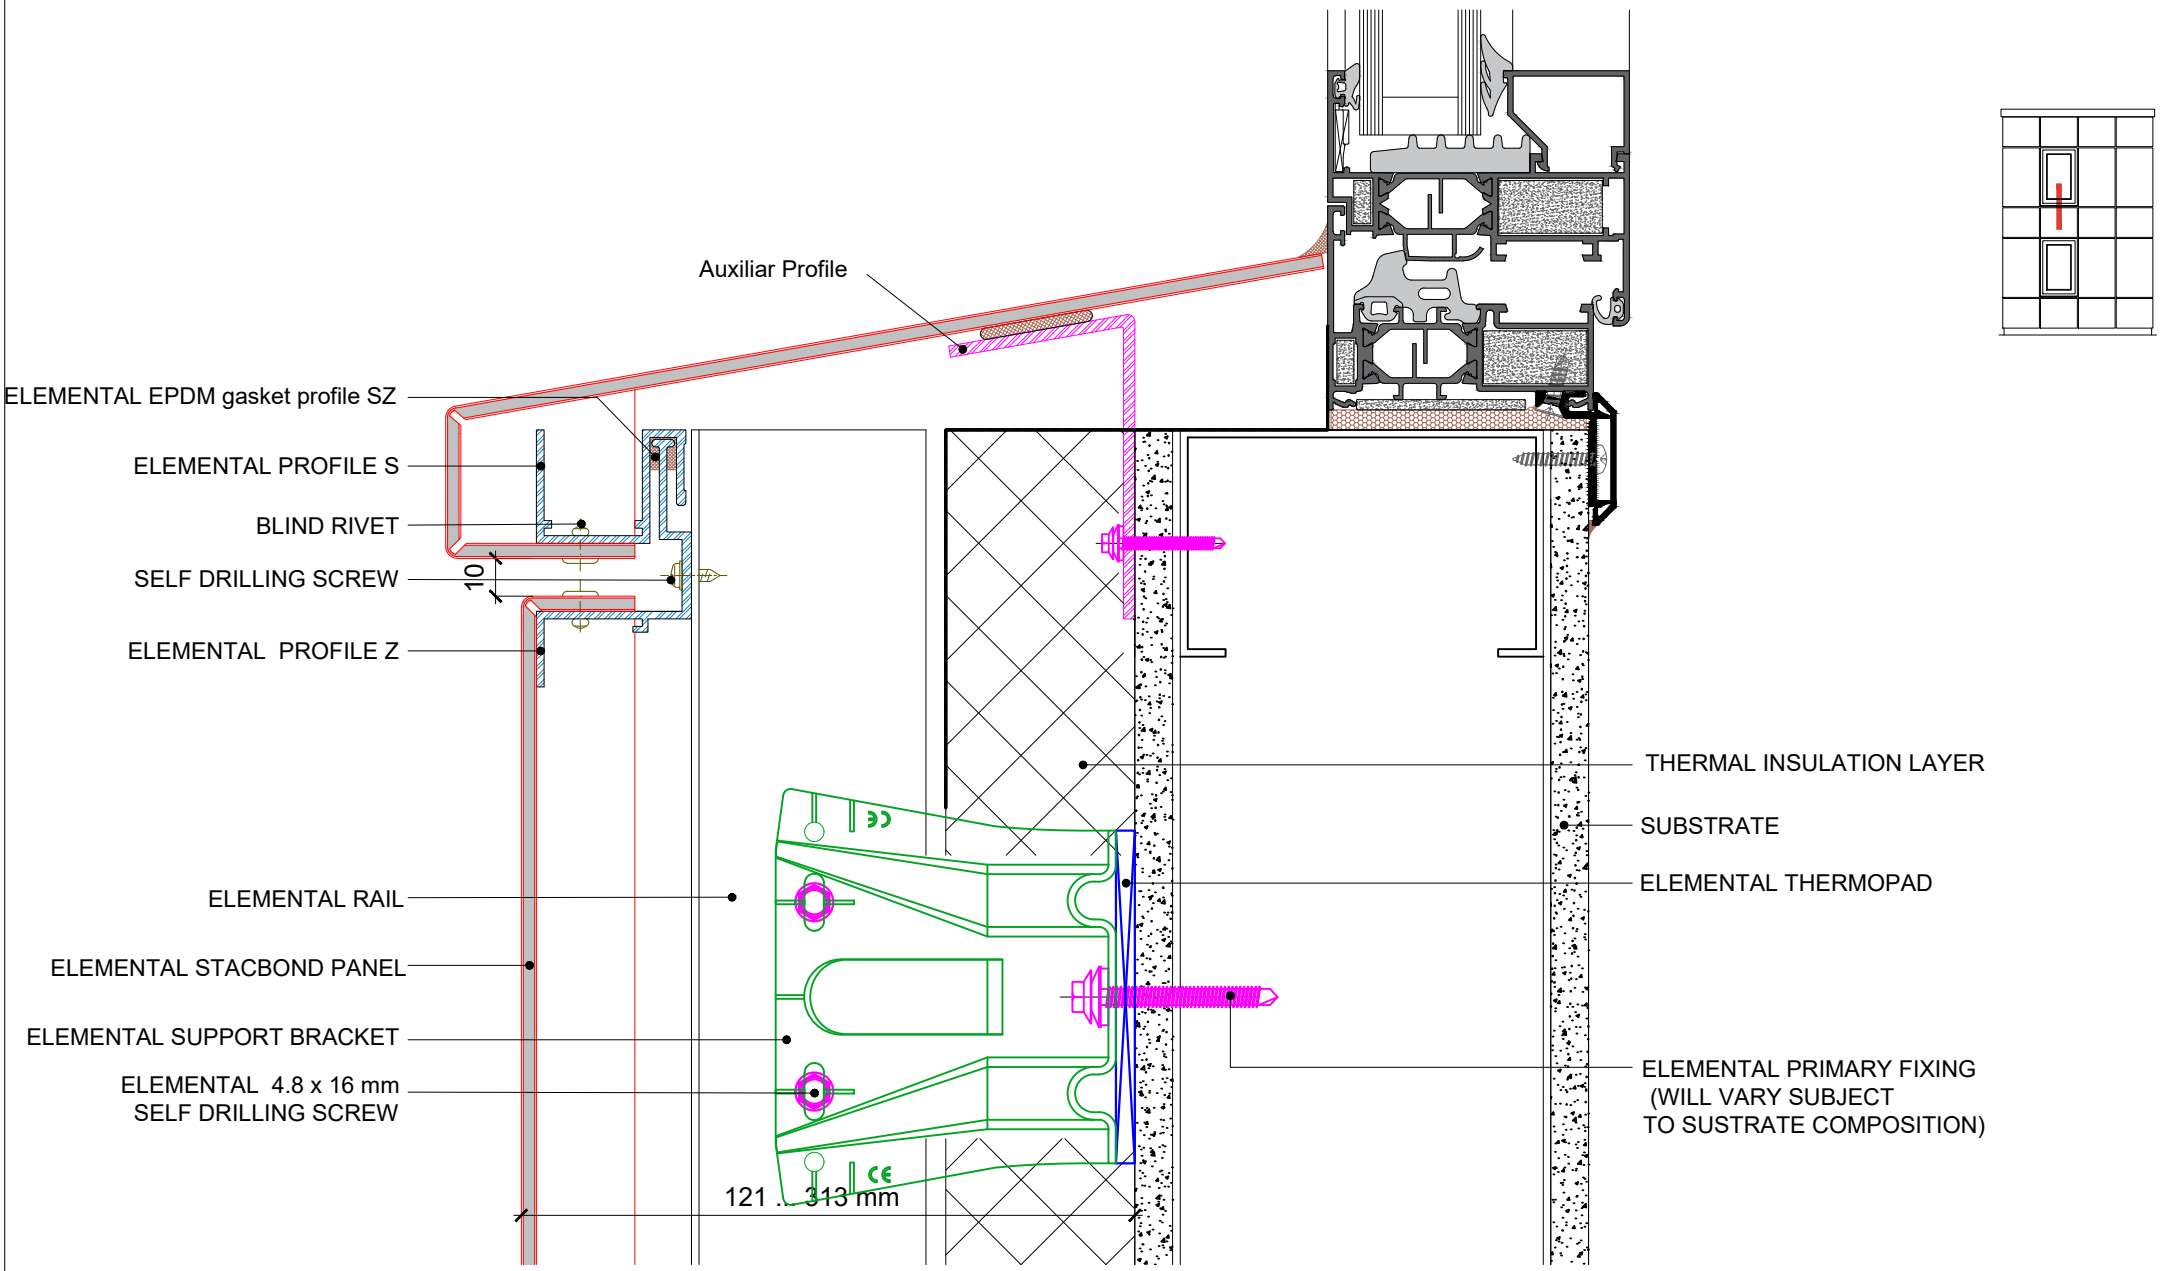 Auxiliar Profile
ELEMENTAL EPDM gasket profile SZ
ELEMENTAL PROFILE S
BLIND RIVET
SELF DRILLING SCREW
10
ELEMENTAL  PROFILE Z
ELEMENTAL RAIL
ELEMENTAL STACBOND PANEL
ELEMENTAL SUPPORT BRACKET
ELEMENTAL  4.8 x 16 mm
SELF DRILLING SCREW
CE
CE
121 ... 313 mm
THERMAL INSULATION LAYER
SUBSTRATE
ELEMENTAL THERMOPAD
ELEMENTAL PRIMARY FIXING
(WILL VARY SUBJECT
TO SUSTRATE COMPOSITION)